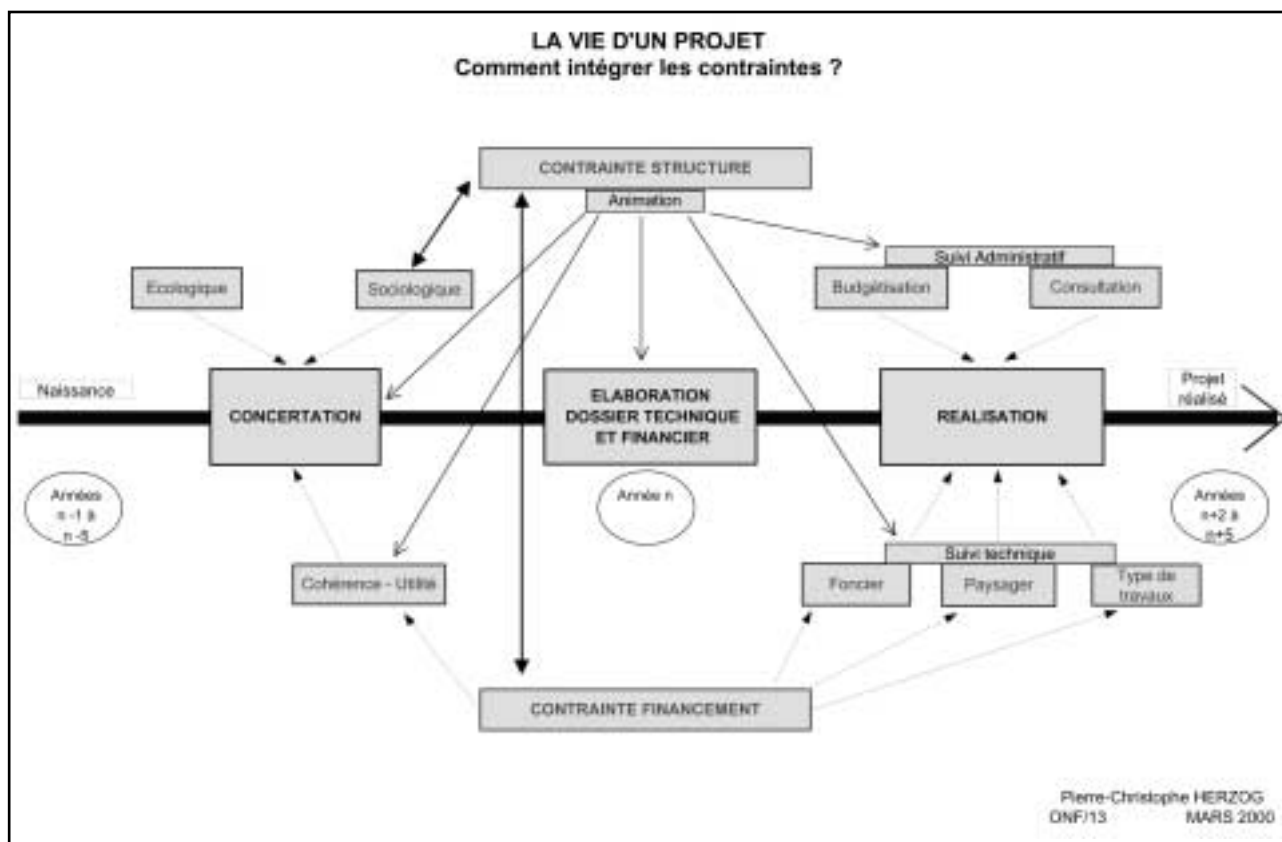 LA VIE D'UN PROJET
Comment intégrer les contraintes ?
CONTRAINTE STRUCTURE
Animation
Suivi Administratif
Ecologique
Sociologique
Budgétisation
Consultation
Naissance
CONCERTATION
ELABORATION
DOSSIER TECHNIQUE
ET FINANCIER
REALISATION
Projet
réalisé
Années
n -1 à
n -5
Année n
Années
n+2 à
n+5
Suivi technique
Cohérence - Utilité
Foncier
Paysager
Type de
travaux
CONTRAINTE FINANCEMENT
Pierre-Christophe HERZOG
ONF/13 MARS 2000